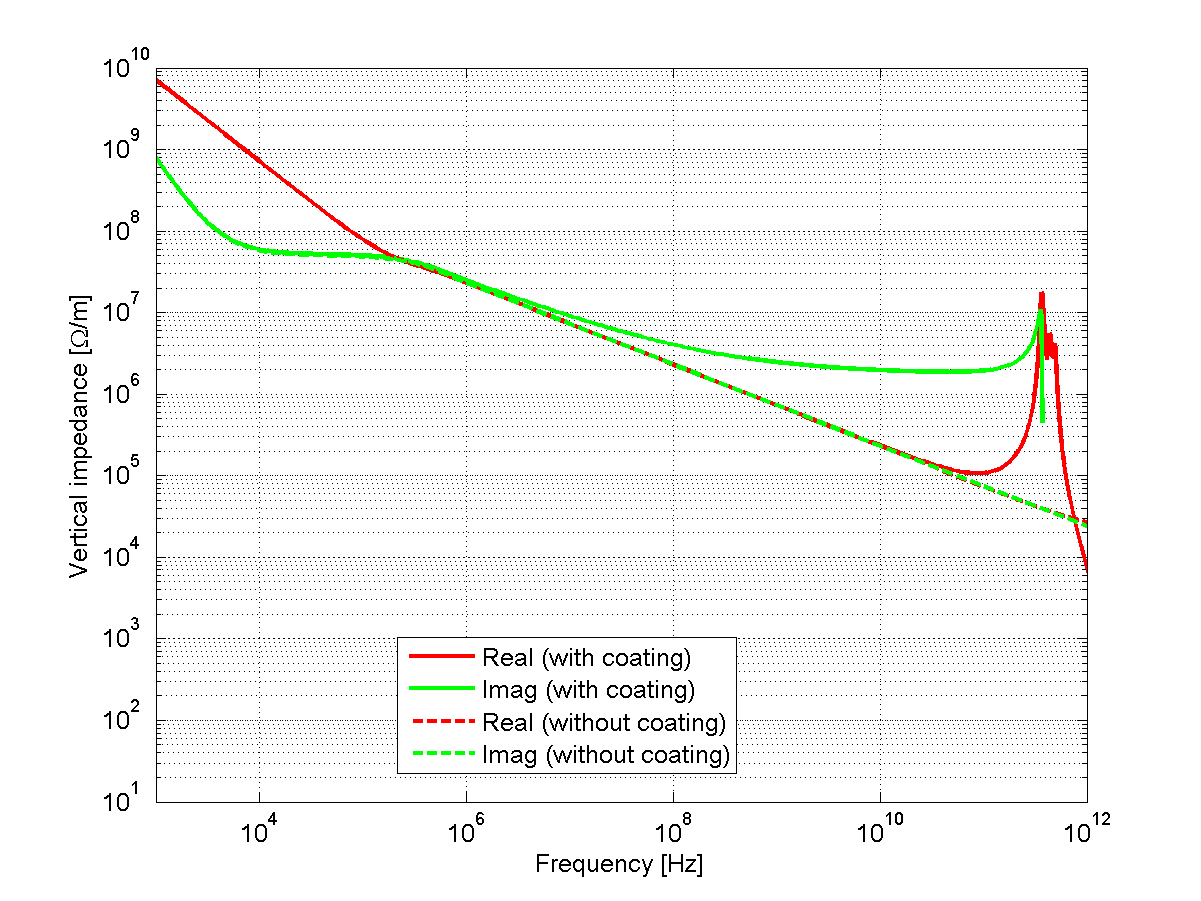 10^10
10^9
10^8
10^7
10^6
10^5
10^4
10^3
10^2
10^1
Vertical impedance [Ω/m]
Real (with coating)
Imag (with coating)
Real (without coating)
Imag (without coating)
10^4 10^6 10^8 10^10 10^12
Frequency [Hz]